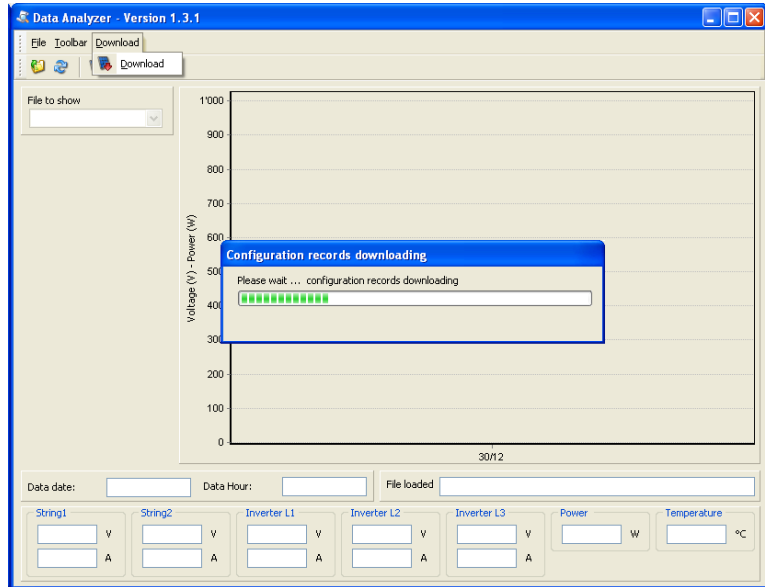 Data Analyzer - Version 1.3.1
File Toolbar Download
Download
File to show
1'000
900
800
700
600
500
400
300
200
100
0
Voltage (V) - Power (W)
30/12
Configuration records downloading
Please wait ... configuration records downloading
Data date:
Data Hour:
File loaded
String1
String2
Inverter L1
Inverter L2
Inverter L3
Power
Temperature
V V V V V W °C
A A A A A